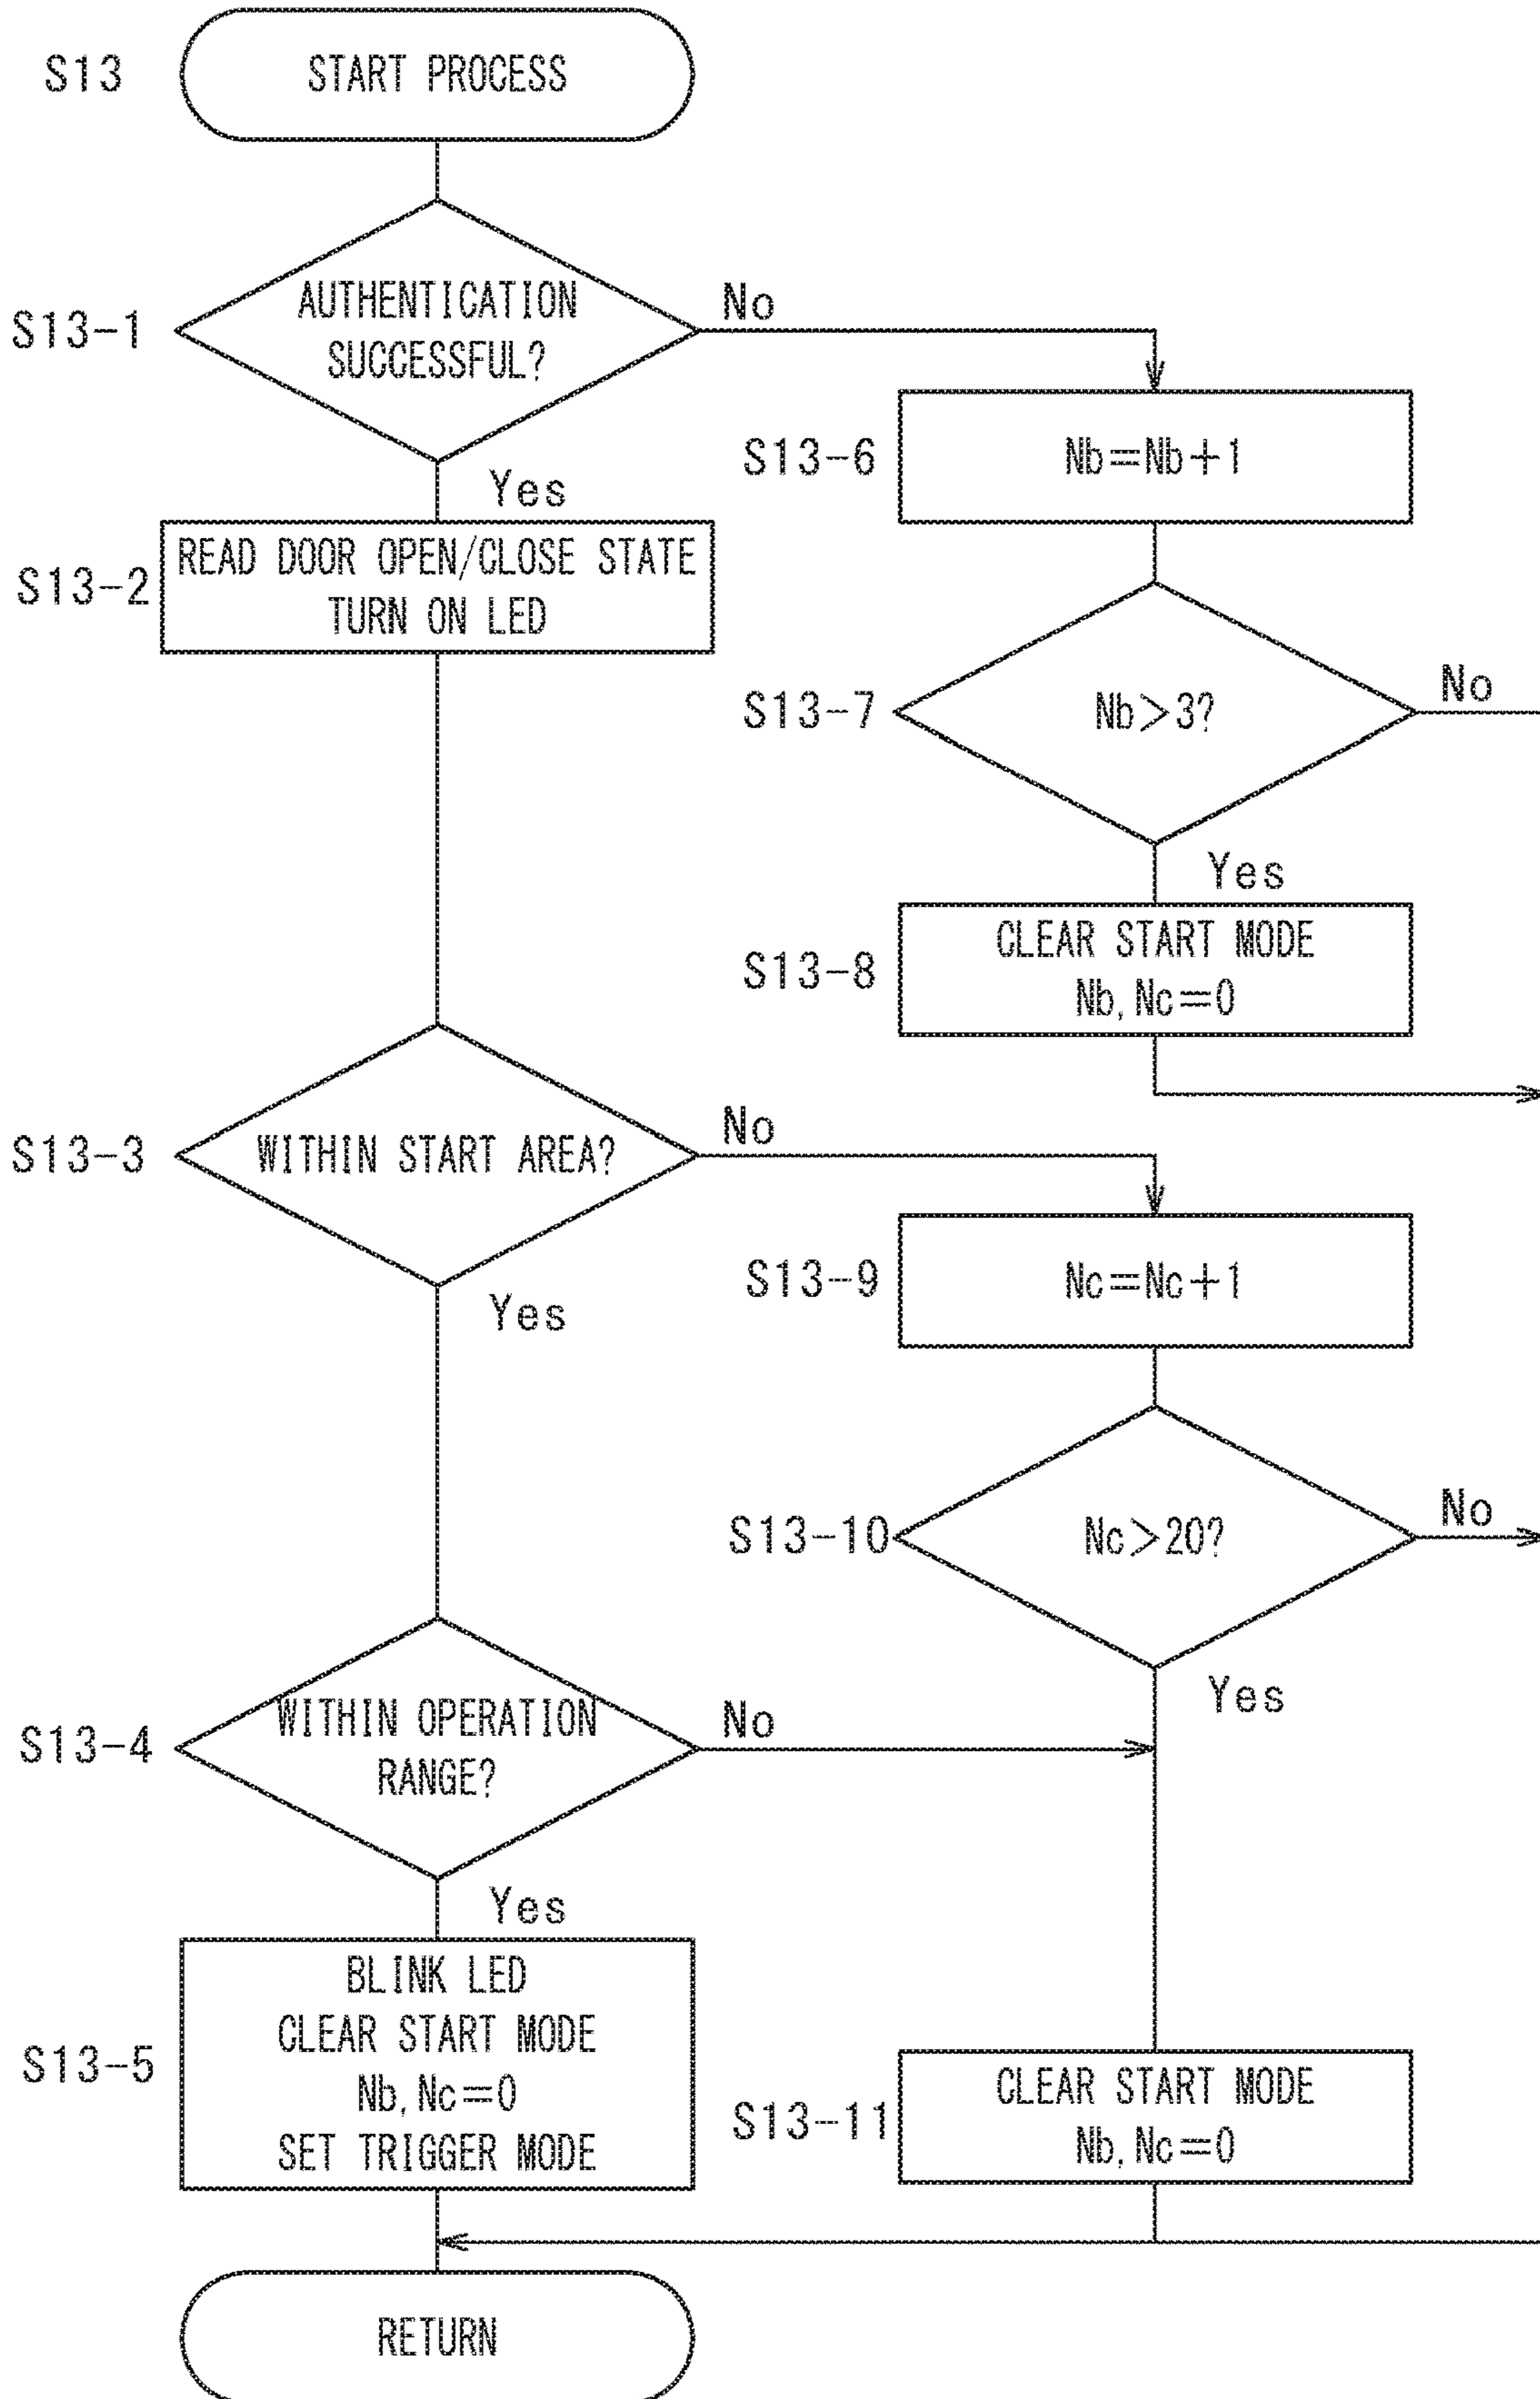 S13
START PROCESS
S13-1
AUTHENTICATION
SUCCESSFUL?
No
Yes
S13-6
Nb=Nb+1
S13-2
READ DOOR OPEN/CLOSE STATE
TURN ON LED
S13-7
Nb>3?
No
Yes
S13-8
CLEAR START MODE
Nb, Nc=0
S13-3
WITHIN START AREA?
No
Yes
S13-9
Nc=Nc+1
S13-10
Nc>20?
No
Yes
S13-4
WITHIN OPERATION
RANGE?
No
Yes
S13-5
BLINK LED
CLEAR START MODE
Nb, Nc=0
SET TRIGGER MODE
S13-11
CLEAR START MODE
Nb, Nc=0
RETURN